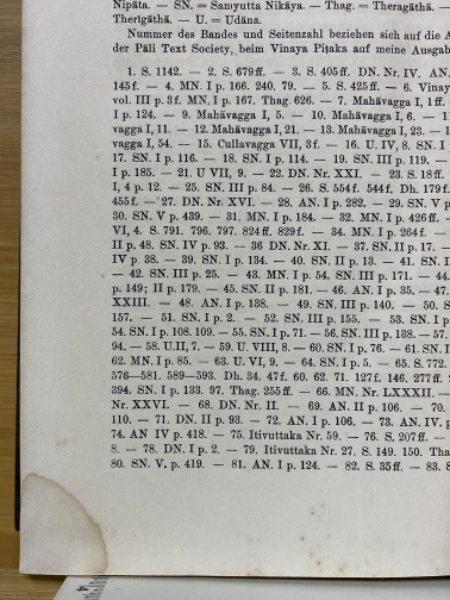 Nipāta. — SN. = Samyutta Nikāya. — Thag. = Theragāthā. —
Therīgāthā. — U. = Udāna.
Nummer des Bandes und Seitenzahl beziehen sich auf die A
der Pāli Text Society, beim Vinaya Piṭaka auf meine Ausgab
1. S. 1142. — 2. S. 679 ff. — 3. S. 405 ff. DN. Nr. IV. AN.
145 f. — 4. MN. I p. 166. 240. 79. — 5. S. 425 ff. — 6. Vinay
vol. III p. 3 f. MN. I p. 167. Thag. 626. — 7. Mahāvagga I, 1 ff.
I p. 124. — 9. Mahāvagga I, 5. — 10. Mahāvagga I, 6. — 1
vagga I, 11. — 12. Mahāvagga I, 21. — 13. Mahāvagga I, 23. — 1
vagga I, 54. — 15. Cullavagga VII, 3 f. — 16. U. IV, 8. SN. I
17. SN. I p. 116. — 18. SN. I p. 114. — 19. SN. III p. 119. —
I p. 185. — 21. U VII, 9. — 22. DN. Nr. XXI. — 23. S. 18 ff.
I, 4 p. 12. — 25. SN. III p. 84. — 26. S. 554 f. 544 f. Dh. 179 f.
455 f. — 27. DN. Nr. XVI. — 28. AN. I p. 282. — 29. SN. V p
30. SN. V p. 439. — 31. MN. I p. 184. — 32. MN. I p. 426 ff. —
VI, 4. S. 791. 796. 797. 824 ff. 829 f. — 34. MN. I p. 264 f. —
II p. 48. SN. IV p. 93. — 36 DN. Nr. XI. — 37. SN. II p. 17. —
IV p. 38. — 39. SN. I p. 134. — 40. SN. II p. 13. — 41. SN. I
— 42. SN. III p. 25. — 43. MN. I p. 54. SN. III p. 171. — 44.
p. 149; II p. 179. — 45. SN. II p. 181. — 46. AN. I p. 35. — 47.
XXIII. — 48. AN. I p. 138. — 49. SN. III p. 140. — 50. S
157. — 51. SN. I p. 2. — 52. SN. III p. 155. — 53. SN. I p
54. SN. I p. 108. 109. — 55. SN. I p. 71. — 56. SN. III p. 138. — 57.
94. — 58. U. II, 7. — 59. U. VIII, 8. — 60. SN. I p. 76. — 61. SN. I
62. MN. I p. 85. — 63. U. VI, 9. — 64. SN. I p. 5. — 65. S. 772.
576—581. 589—593. Dh. 34. 47 f. 60. 62. 71. 127 f. 146. 277 ff.
394. SN. I p. 133. 97. Thag. 255 ff. — 66. MN. Nr. LXXXII. —
Nr. XXVI. — 68. DN. Nr. II. — 69. AN. II p. 106. — 70.
110. — 71. DN. II p. 93. — 72. AN. I p. 106. — 73. AN. IV. p
74. AN IV p. 418. — 75. Itivuttaka Nr. 59. — 76. S. 207 ff. —
8. — 78. DN. I p. 2. — 79. Itivuttaka Nr. 27. S. 149. 150. Tha
80. SN. V. p. 419. — 81. AN. I p. 124. — 82. S. 35 ff. — 83. S